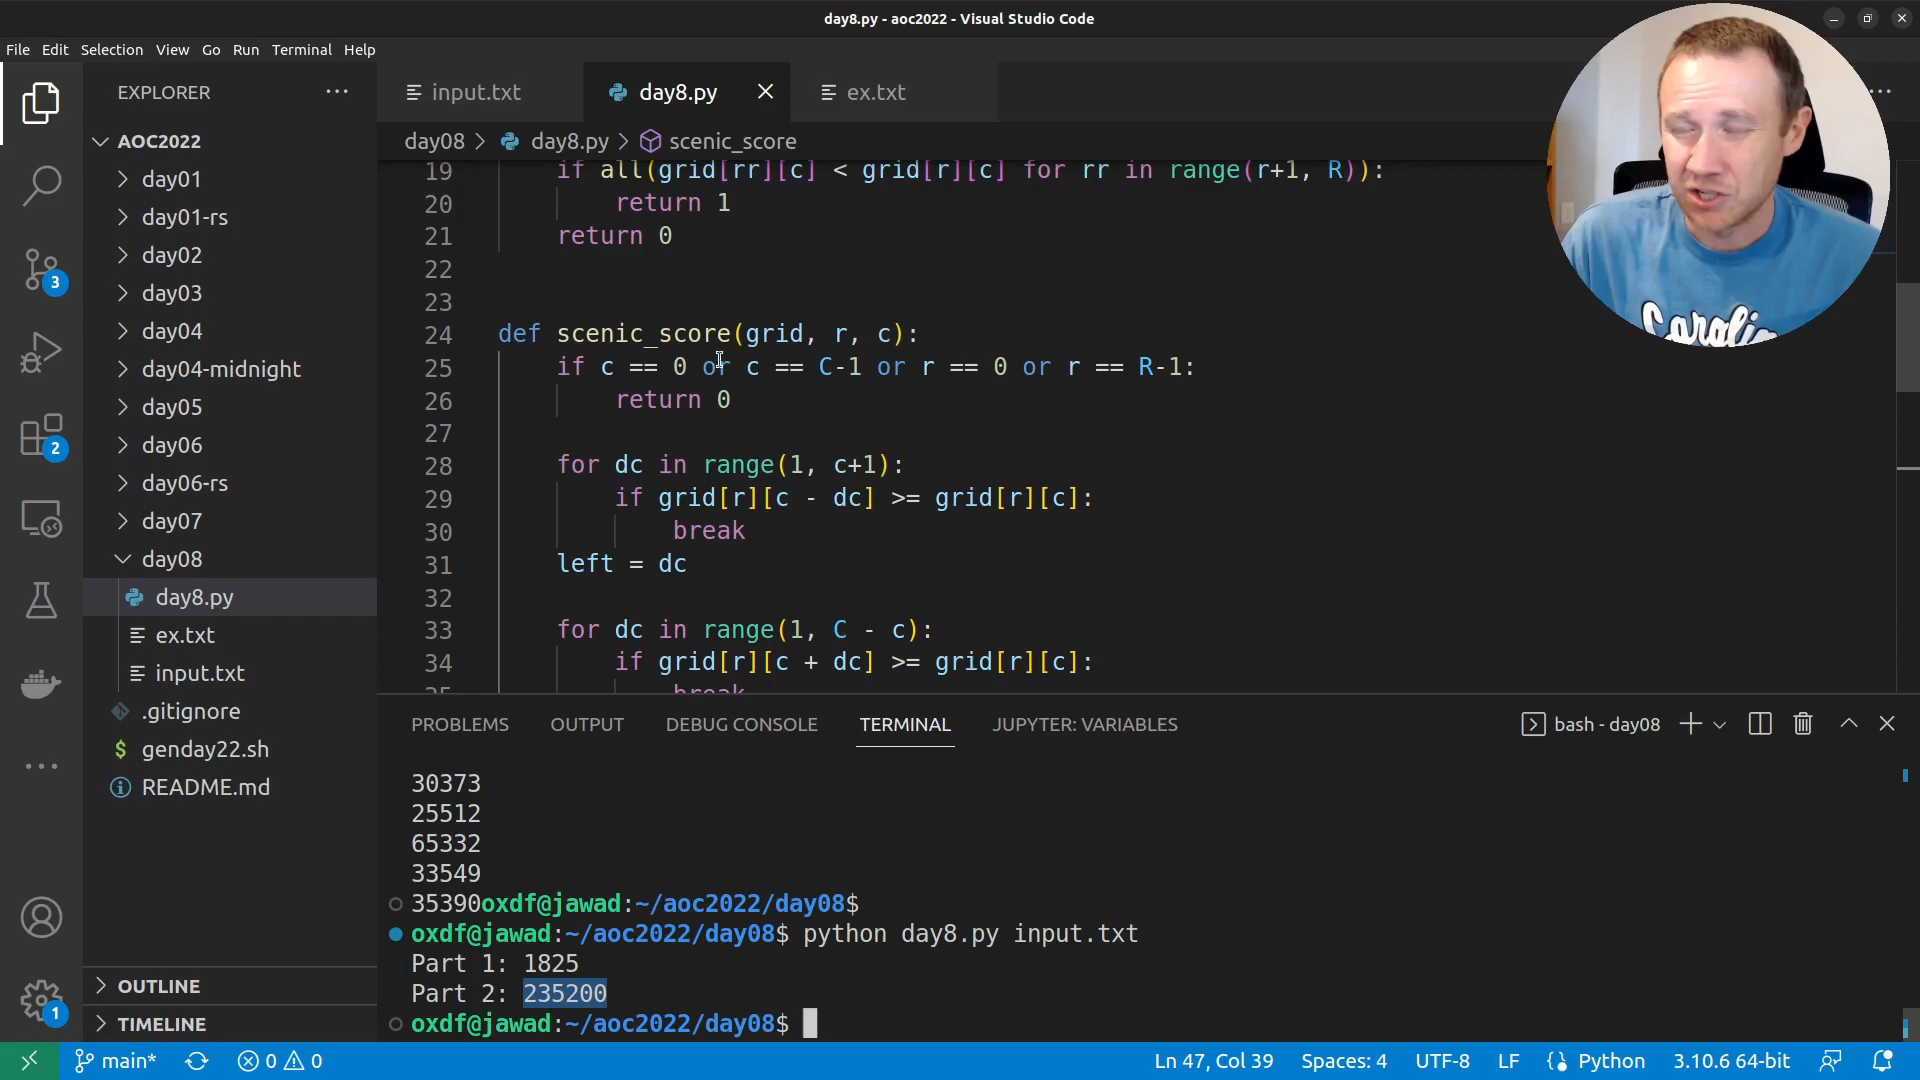 day8.py - aoc2022 - Visual Studio Code
File Edit Selection View Go Run Terminal Help
EXPLORER
input.txt
day8.py
ex.txt
day08 > day8.py > scenic_score
AOC2022
day01
day01-rs
day02
day03
day04
day04-midnight
day05
day06
day06-rs
day07
day08
day8.py
ex.txt
input.txt
.gitignore
genday22.sh
README.md
OUTLINE
TIMELINE
3
2
1
19 if all(grid[rr][c] < grid[r][c] for rr in range(r+1, R)):
20 return 1
21 return 0
22
23
24 def scenic_score(grid, r, c):
25 if c == 0 or c == C-1 or r == 0 or r == R-1:
26 return 0
27
28 for dc in range(1, c+1):
29 if grid[r][c - dc] >= grid[r][c]:
30 break
31 left = dc
32
33 for dc in range(1, C - c):
34 if grid[r][c + dc] >= grid[r][c]:
35 break
Carolina
PROBLEMS OUTPUT DEBUG CONSOLE TERMINAL JUPYTER: VARIABLES
bash - day08
30373
25512
65332
33549
35390oxdf@jawad:~/aoc2022/day08$
oxdf@jawad:~/aoc2022/day08$ python day8.py input.txt
Part 1: 1825
Part 2: 235200
oxdf@jawad:~/aoc2022/day08$
main* 0 0 Ln 47, Col 39 Spaces: 4 UTF-8 LF Python 3.10.6 64-bit